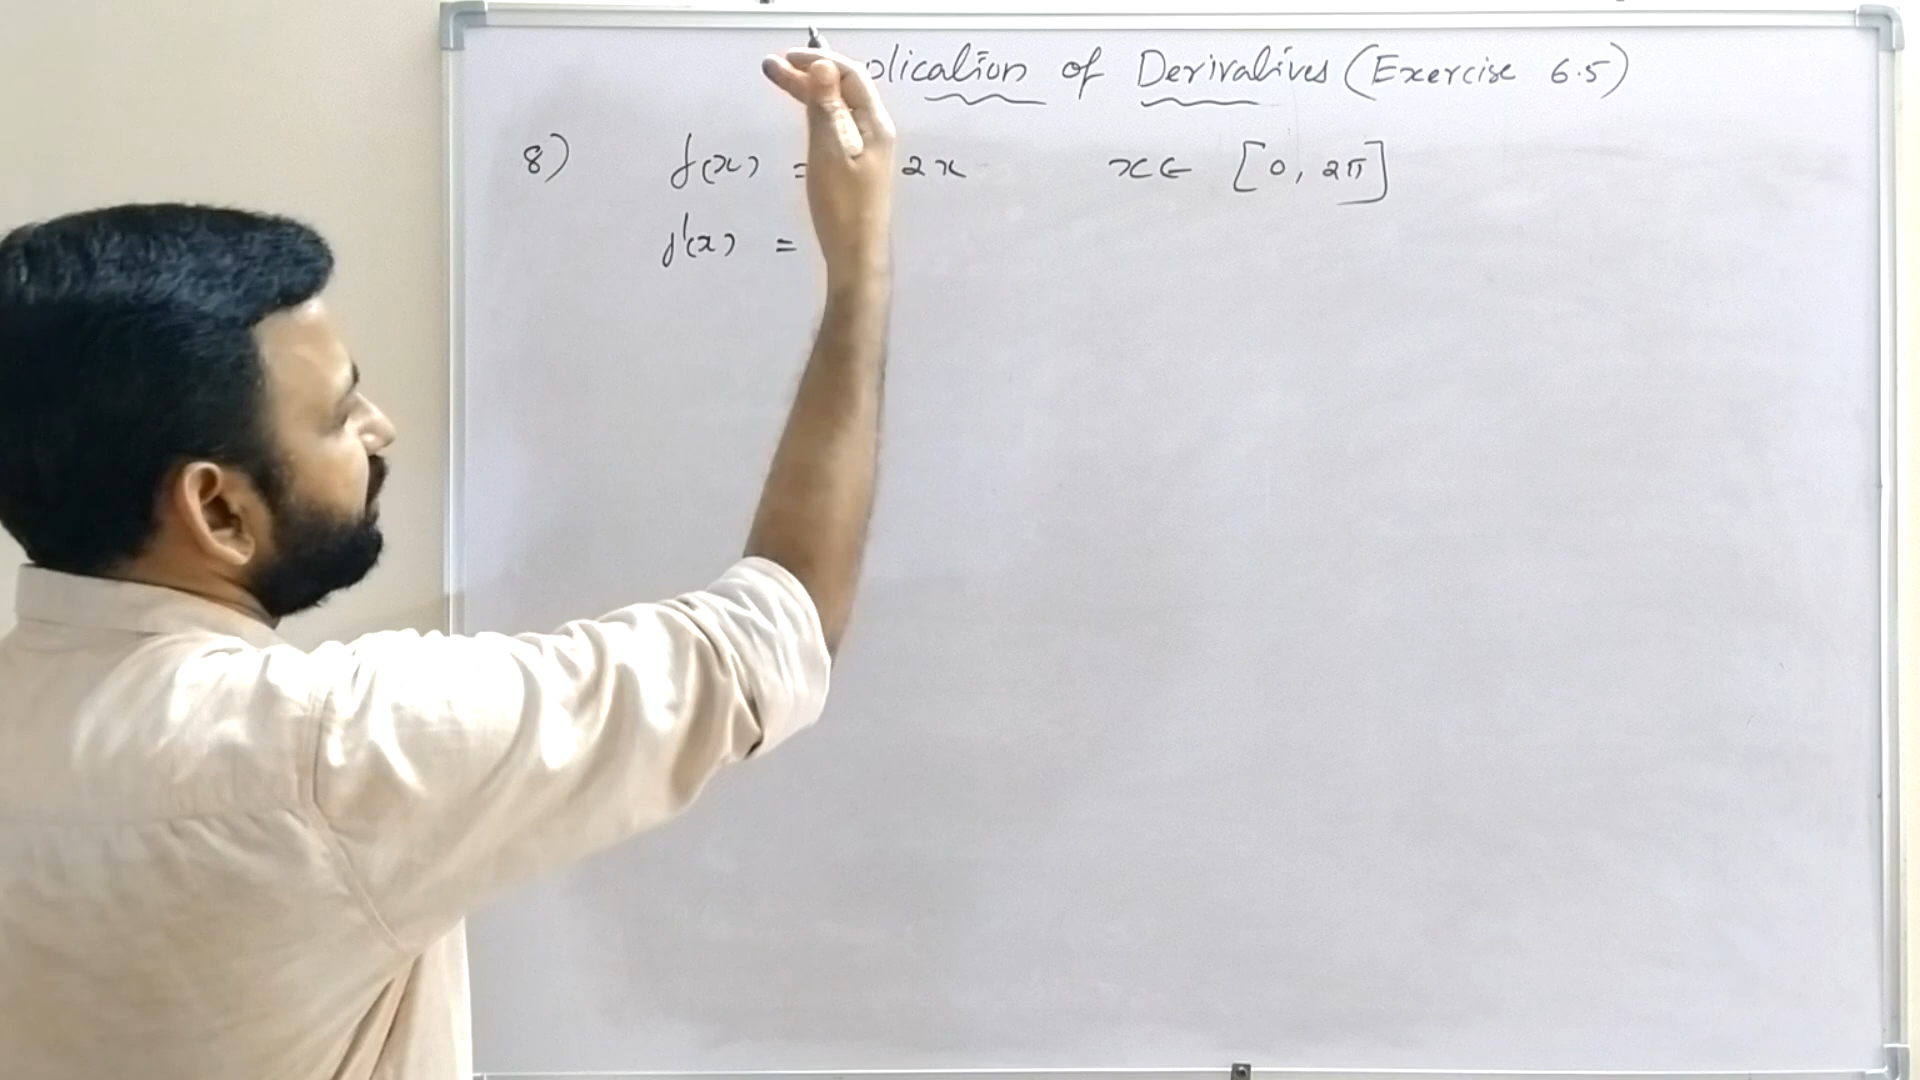 plication of Derivatives (Exercise 6.5)
8) f(x) = 2x x ∈ [0, 2π]
f'(x) =